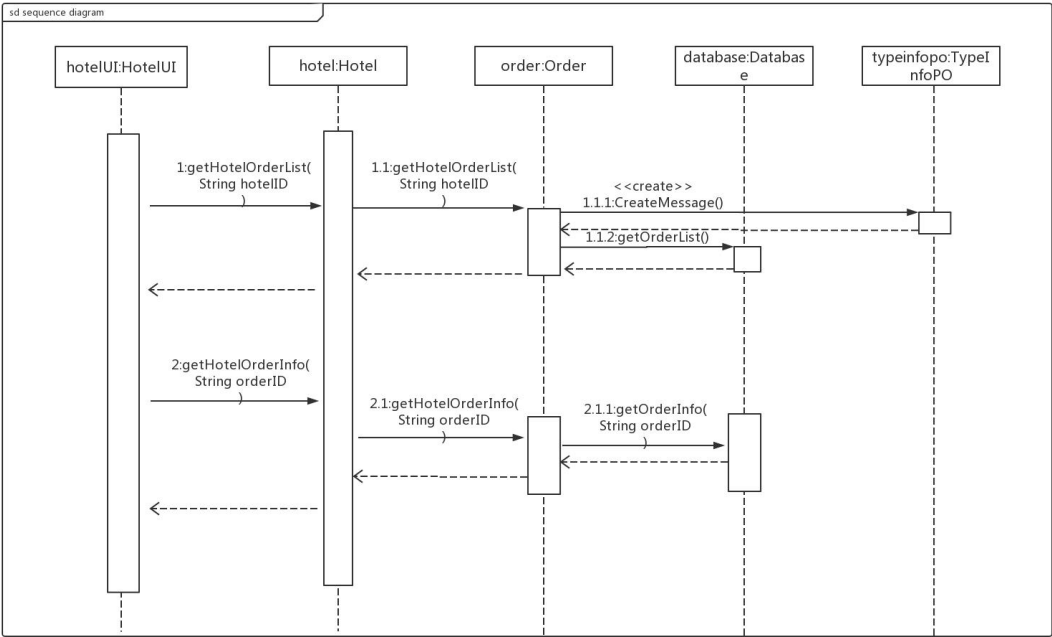 sd sequence diagram
hotelUI:HotelUI
hotel:Hotel
order:Order
database:Databas
e
typeinfopo:TypeI
nfoPO
1:getHotelOrderList(
String hotelID
)
1.1:getHotelOrderList(
String hotelID
)
<<create>>
1.1.1:CreateMessage()
1.1.2:getOrderList()
2:getHotelOrderInfo(
String orderID
)
2.1:getHotelOrderInfo(
String orderID
)
2.1.1:getOrderInfo(
String orderID
)